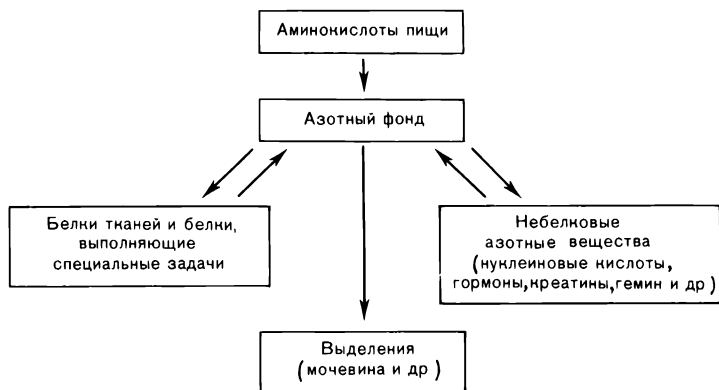 Аминокислоты пищи
Азотный фонд
Белки тканей и белки,
выполняющие
специальные задачи
Небелковые
азотные вещества
(нуклеиновые кислоты,
гормоны,креатины,гемин и др)
Выделения
(мочевина и др)